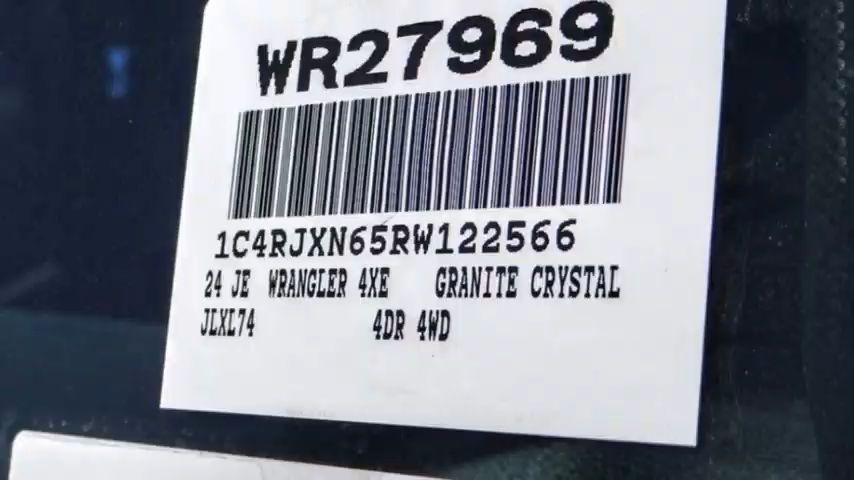 WR27969
1C4RJXN65RW122566
24 JE WRANGLER 4XE GRANITE CRYSTAL
JLXL74 4DR 4WD